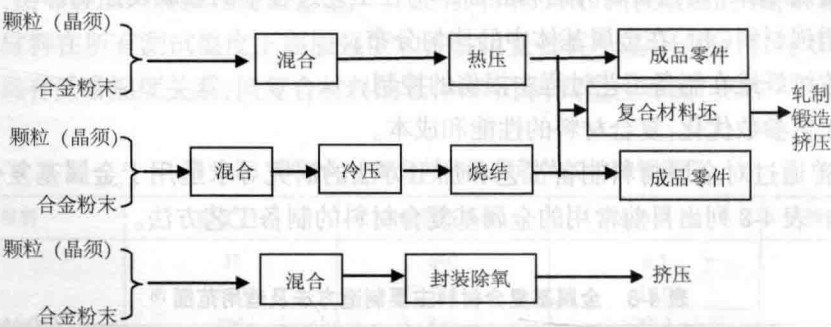 颗粒（晶须）
合金粉末
混合
热压
成品零件
复合材料坯
轧制
锻造
挤压
颗粒（晶须）
合金粉末
混合
冷压
烧结
成品零件
颗粒（晶须）
合金粉末
混合
封装除氧
挤压